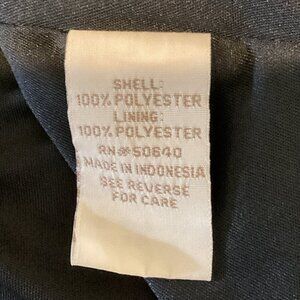 SHELL:
100% POLYESTER
LINING:
100% POLYESTER
RN#50640
MADE IN INDONESIA
SEE REVERSE
FOR CARE